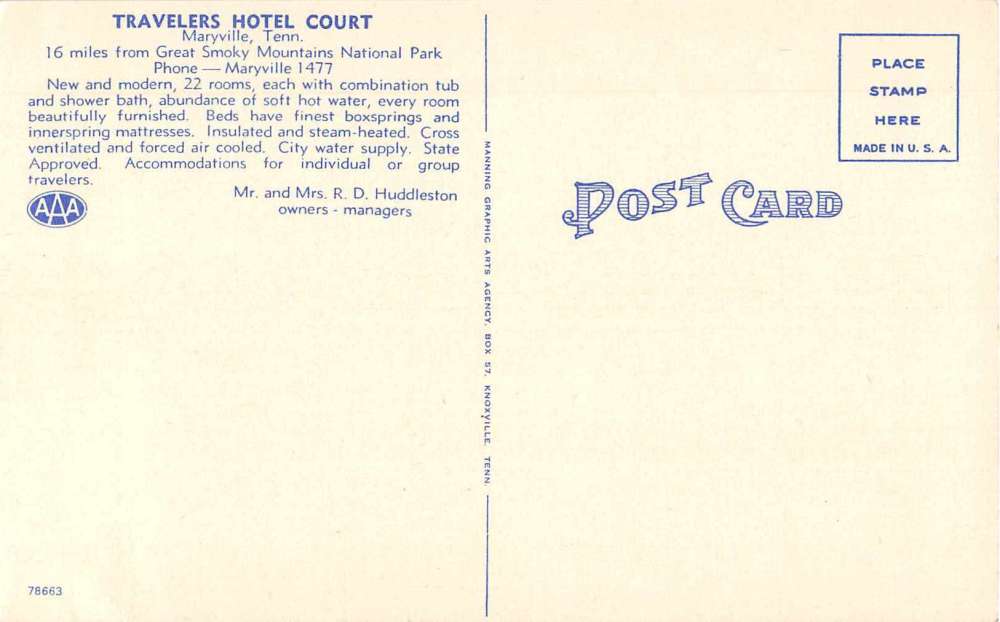 TRAVELERS HOTEL COURT
Maryville, Tenn.
16 miles from Great Smoky Mountains National Park
Phone — Maryville 1477
New and modern, 22 rooms, each with combination tub
and shower bath, abundance of soft hot water, every room
beautifully furnished. Beds have finest boxsprings and
innerspring mattresses. Insulated and steam-heated. Cross
ventilated and forced air cooled. City water supply. State
Approved. Accommodations for individual or group
travelers.
Mr. and Mrs. R. D. Huddleston
owners - managers
AAA
78663
MANNING GRAPHIC ARTS AGENCY, BOX 57, KNOXVILLE, TENN.
POST CARD
PLACE
STAMP
HERE
MADE IN U. S. A.